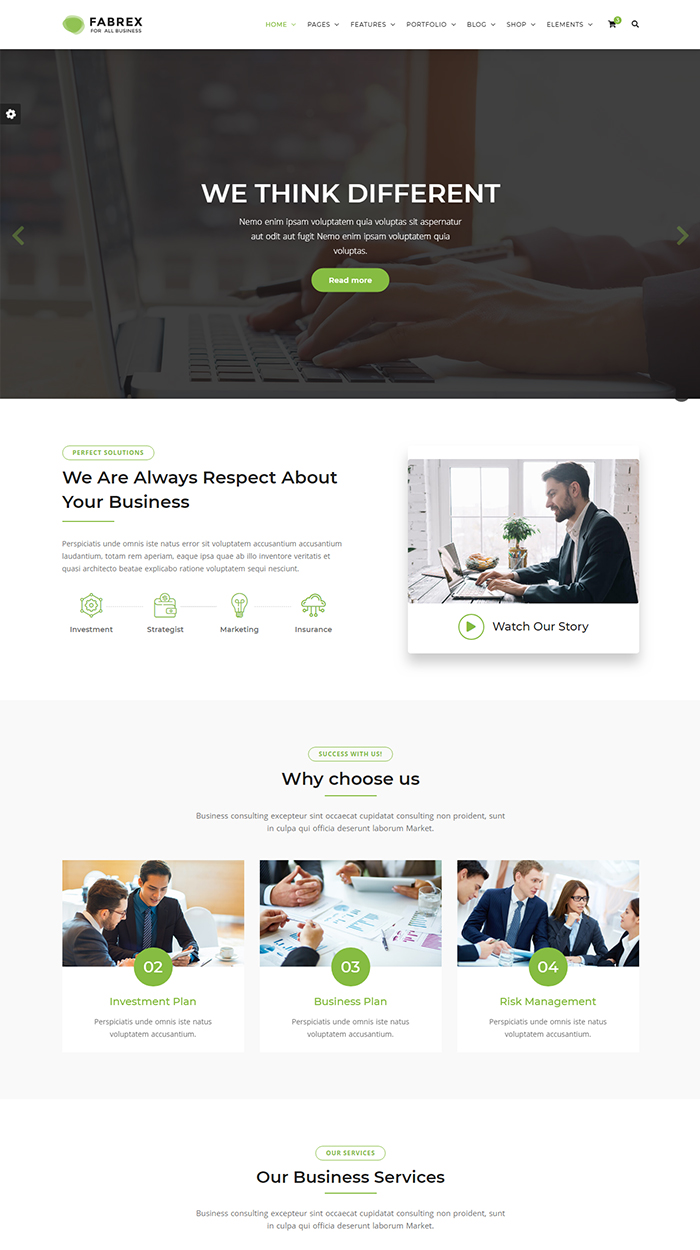 FABREX
FOR ALL BUSINESS
HOME PAGES FEATURES PORTFOLIO BLOG SHOP ELEMENTS 3
WE THINK DIFFERENT
Nemo enim ipsam voluptatem quia voluptas sit aspernatur
aut odit aut fugit Nemo enim ipsam voluptatem quia
voluptas.
Read more
PERFECT SOLUTIONS
We Are Always Respect About
Your Business
Perspiciatis unde omnis iste natus error sit voluptatem accusantium accusantium
laudantium, totam rem aperiam, eaque ipsa quae ab illo inventore veritatis et
quasi architecto beatae explicabo ratione voluptatem sequi nesciunt.
Investment Strategist Marketing Insurance
Watch Our Story
SUCCESS WITH US!
Why choose us
Business consulting excepteur sint occaecat cupidatat consulting non proident, sunt
in culpa qui officia deserunt laborum Market.
02
Investment Plan
Perspiciatis unde omnis iste natus
voluptatem accusantium.
03
Business Plan
Perspiciatis unde omnis iste natus
voluptatem accusantium.
04
Risk Management
Perspiciatis unde omnis iste natus
voluptatem accusantium.
OUR SERVICES
Our Business Services
Business consulting excepteur sint occaecat cupidatat consulting non proident, sunt
in culpa qui officia deserunt laborum Market.